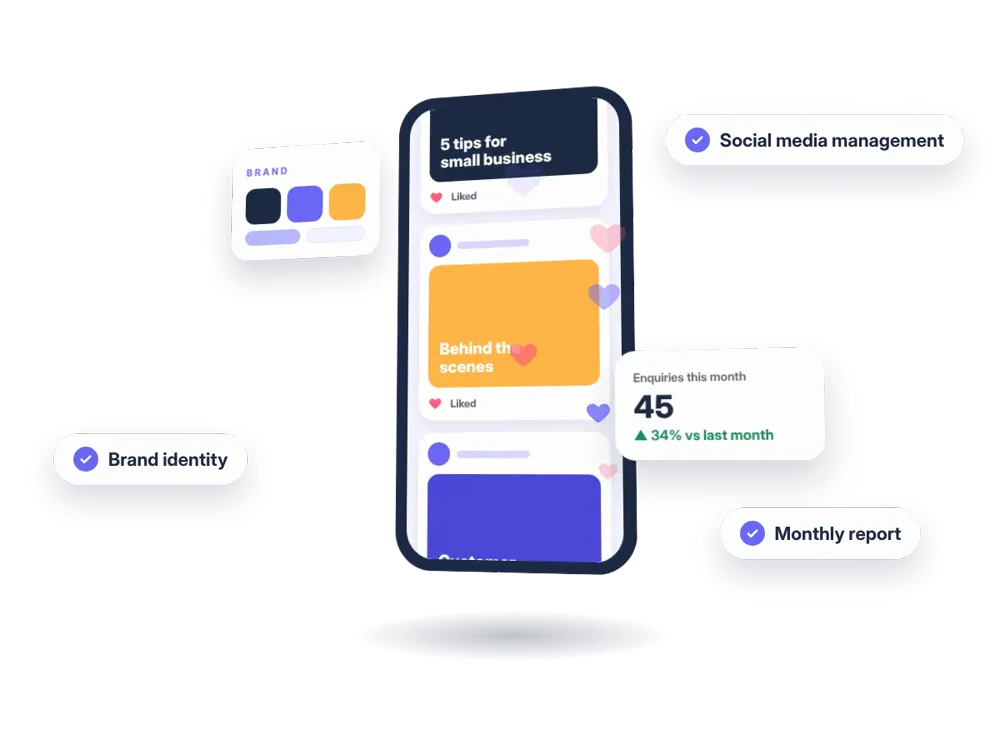 5 tips for
small business
Liked
BRAND
Social media management
Behind the
scenes
Liked
Enquiries this month
45
34% vs last month
Brand identity
Monthly report